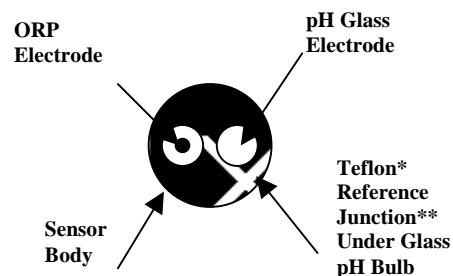 ORP
Electrode
pH Glass
Electrode
Teflon*
Reference
Junction**
Under Glass
pH Bulb
Sensor
Body